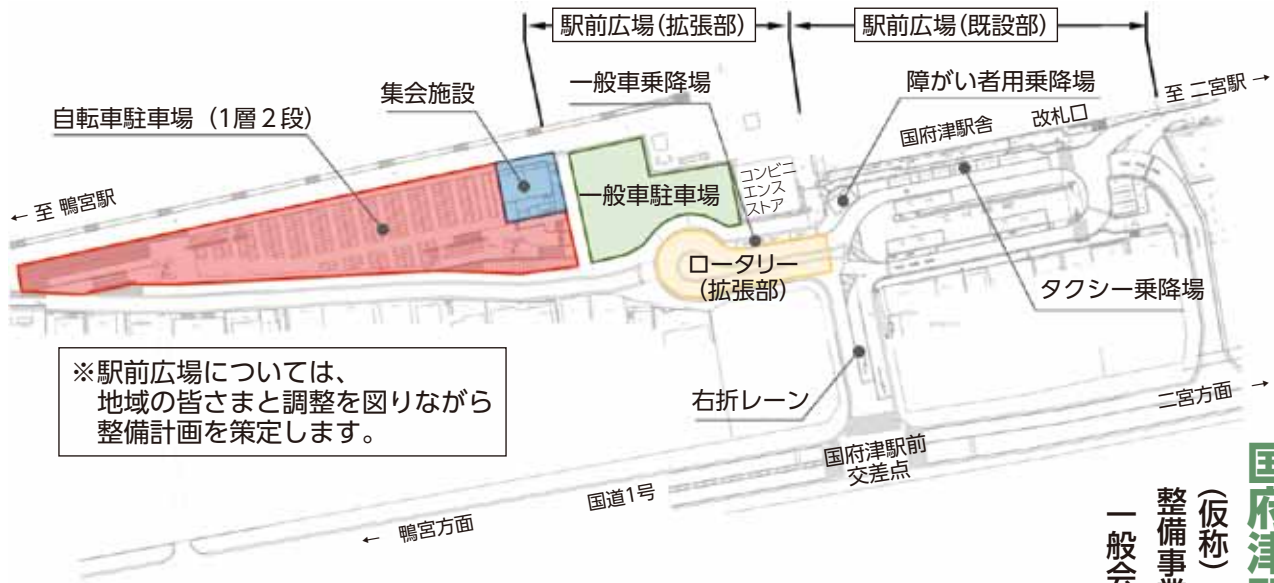 駅前広場(拡張部)
駅前広場(既設部)
一般車乗降場
障がい者用乗降場
至 二宮駅 →
集会施設
自転車駐車場（1層２段）
国府津駅舎
改札口
コンビニ
エンス
ストア
一般車駐車場
← 至 鴨宮駅
ロータリー
(拡張部)
タクシー乗降場
※駅前広場については、
地域の皆さまと調整を図りながら
整備計画を策定します。
右折レーン
二宮方面 →
国府津駅前
交差点
国道1号
← 鴨宮方面
国府津
(仮称)
整備事業
一般会